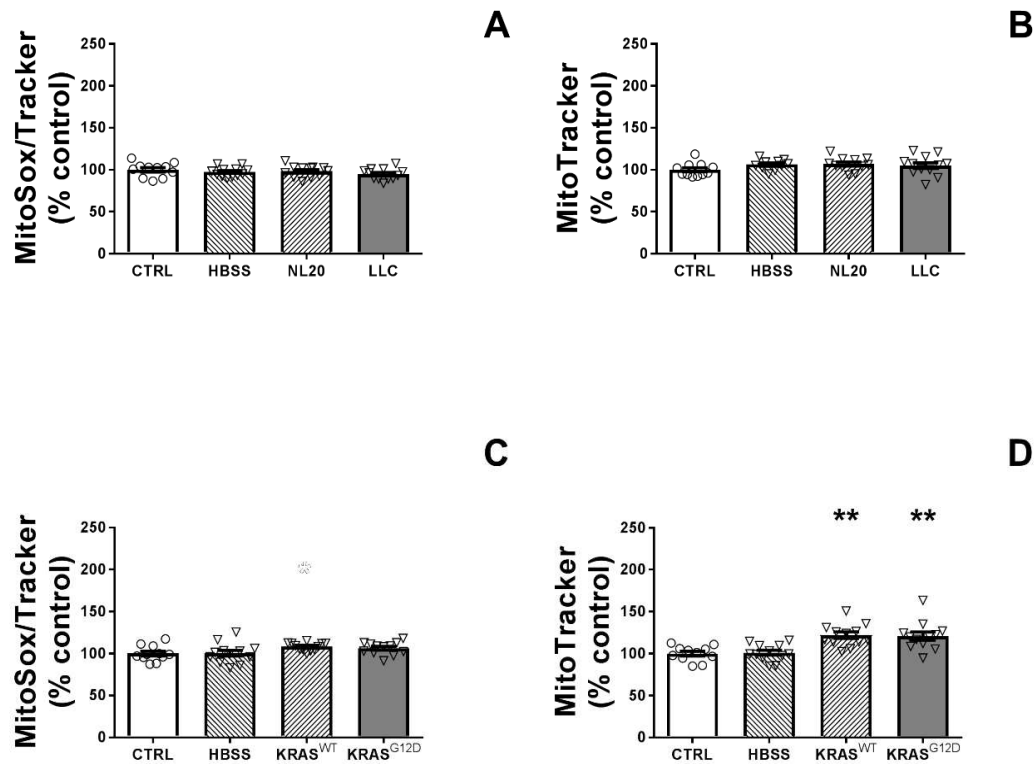 A
MitoSox/Tracker
(% control)
250
200
150
100
50
0
CTRL HBSS NL20 LLC
B
MitoTracker
(% control)
250
200
150
100
50
0
CTRL HBSS NL20 LLC
C
MitoSox/Tracker
(% control)
250
200
150
100
50
0
CTRL HBSS KRASWT KRASG12D
D
MitoTracker
(% control)
250
200
150
100
50
0
** **
CTRL HBSS KRASWT KRASG12D